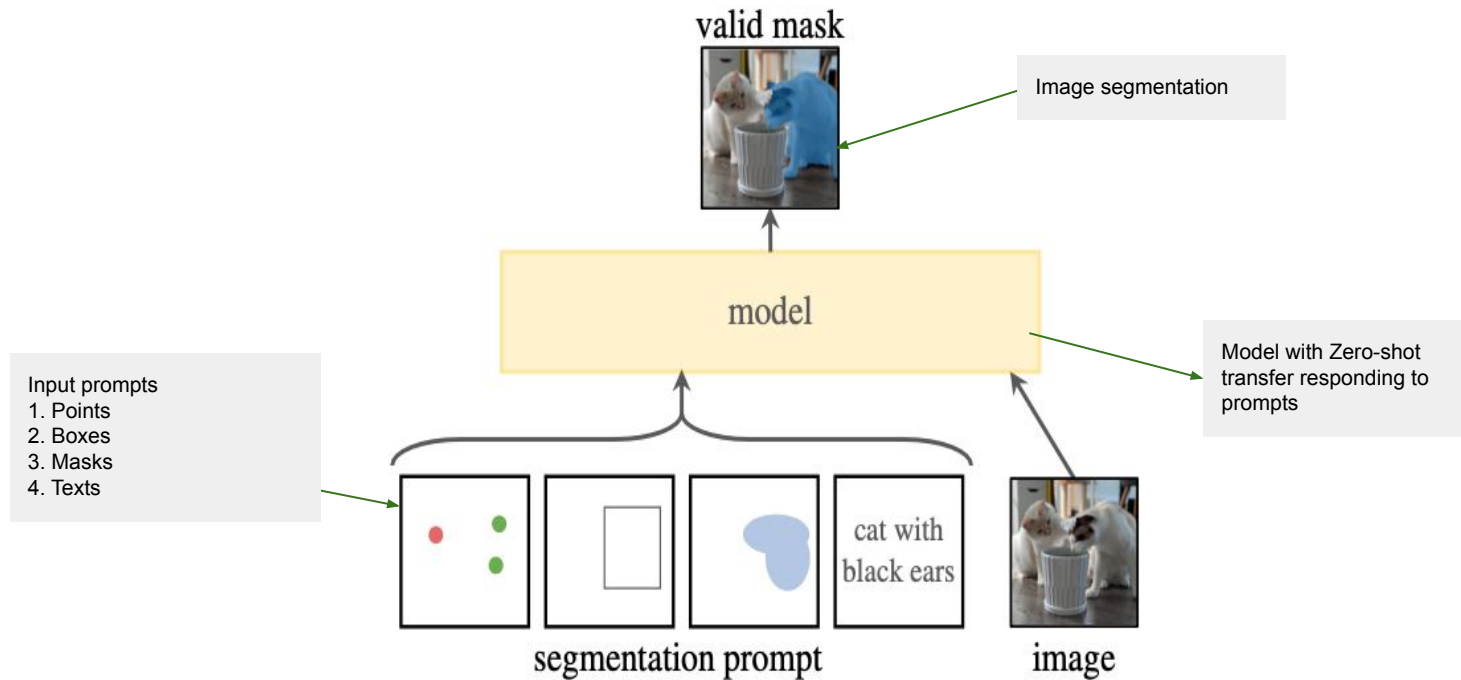 valid mask
Image segmentation
model
Model with Zero-shot
transfer responding to
prompts
Input prompts
1. Points
2. Boxes
3. Masks
4. Texts
cat with
black ears
segmentation prompt
image